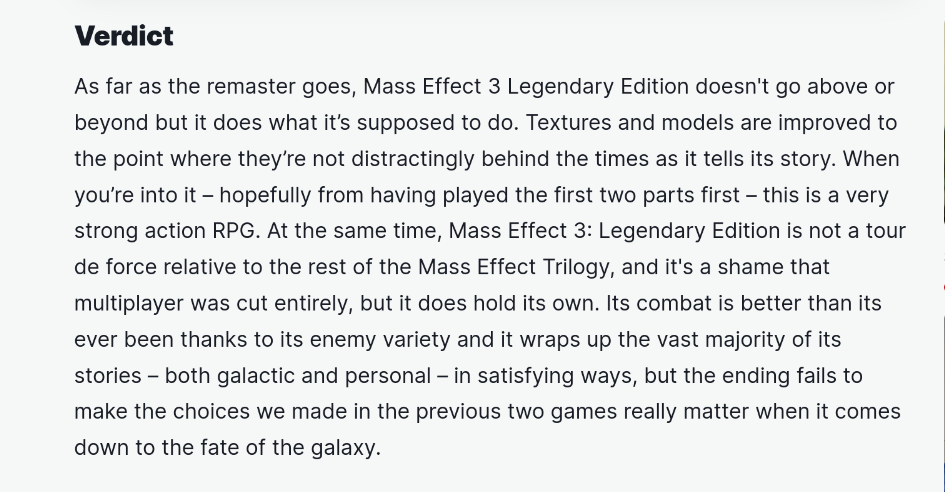 Verdict
As far as the remaster goes, Mass Effect 3 Legendary Edition doesn't go above or
beyond but it does what it’s supposed to do. Textures and models are improved to
the point where they’re not distractingly behind the times as it tells its story. When
you’re into it – hopefully from having played the first two parts first – this is a very
strong action RPG. At the same time, Mass Effect 3: Legendary Edition is not a tour
de force relative to the rest of the Mass Effect Trilogy, and it's a shame that
multiplayer was cut entirely, but it does hold its own. Its combat is better than its
ever been thanks to its enemy variety and it wraps up the vast majority of its
stories – both galactic and personal – in satisfying ways, but the ending fails to
make the choices we made in the previous two games really matter when it comes
down to the fate of the galaxy.